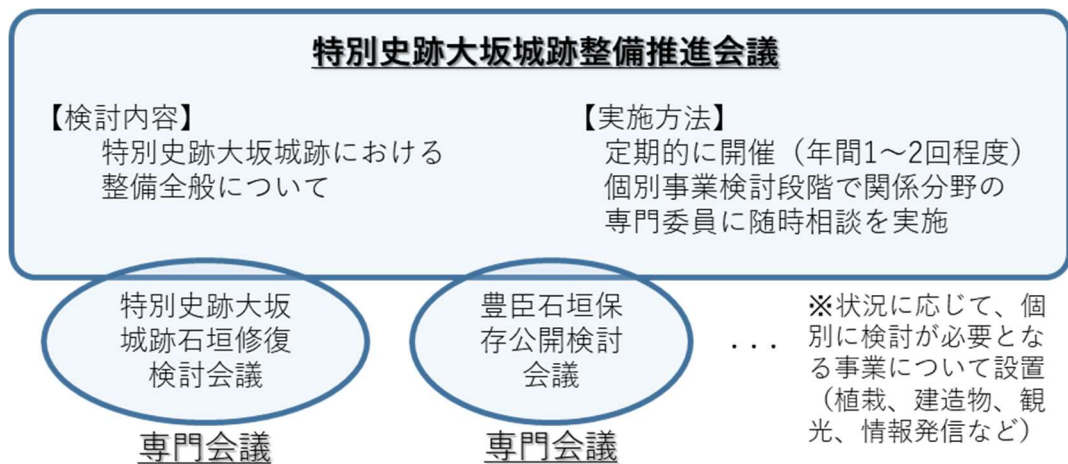 特別史跡大坂城跡整備推進会議
【検討内容】
特別史跡大坂城跡における
整備全般について
【実施方法】
定期的に開催（年間1～2回程度）
個別事業検討段階で関係分野の
専門委員に随時相談を実施
特別史跡大坂
城跡石垣修復
検討会議
専門会議
豊臣石垣保
存公開検討
会議
専門会議
・・・
※状況に応じて、個
別に検討が必要とな
る事業について設置
（植栽、建造物、観
光、情報発信など）